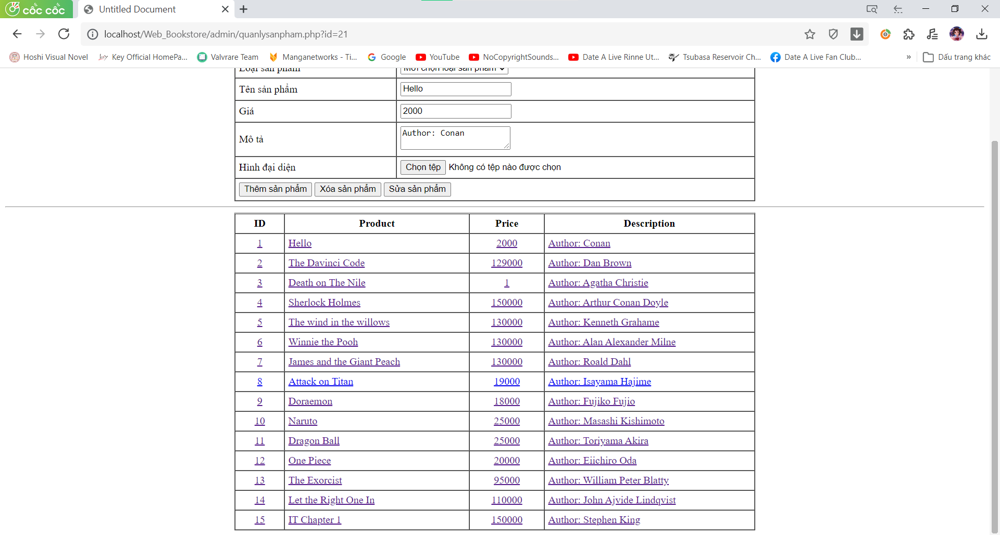 cốc cốc
Untitled Document
localhost/Web_Bookstore/admin/quanlysanpham.php?id=21
Hoshi Visual Novel Key Official HomePa... Valvrare Team Manganetworks - Ti... Google YouTube NoCopyrightSounds... Date A Live Rinne Ut... Tsubasa Reservoir Ch... Date A Live Fan Club... » Dấu trang khác
Loại sản phẩm Mời chọn loại sản phẩm
Tên sản phẩm Hello
Giá 2000
Mô tả Author: Conan
Hình đại diện Chọn tệp Không có tệp nào được chọn
Thêm sản phẩm Xóa sản phẩm Sửa sản phẩm
ID Product Price Description
1 Hello 2000 Author: Conan
2 The Davinci Code 129000 Author: Dan Brown
3 Death on The Nile 1 Author: Agatha Christie
4 Sherlock Holmes 150000 Author: Arthur Conan Doyle
5 The wind in the willows 130000 Author: Kenneth Grahame
6 Winnie the Pooh 130000 Author: Alan Alexander Milne
7 James and the Giant Peach 130000 Author: Roald Dahl
8 Attack on Titan 19000 Author: Isayama Hajime
9 Doraemon 18000 Author: Fujiko Fujio
10 Naruto 25000 Author: Masashi Kishimoto
11 Dragon Ball 25000 Author: Toriyama Akira
12 One Piece 20000 Author: Eiichiro Oda
13 The Exorcist 95000 Author: William Peter Blatty
14 Let the Right One In 110000 Author: John Ajvide Lindqvist
15 IT Chapter 1 150000 Author: Stephen King